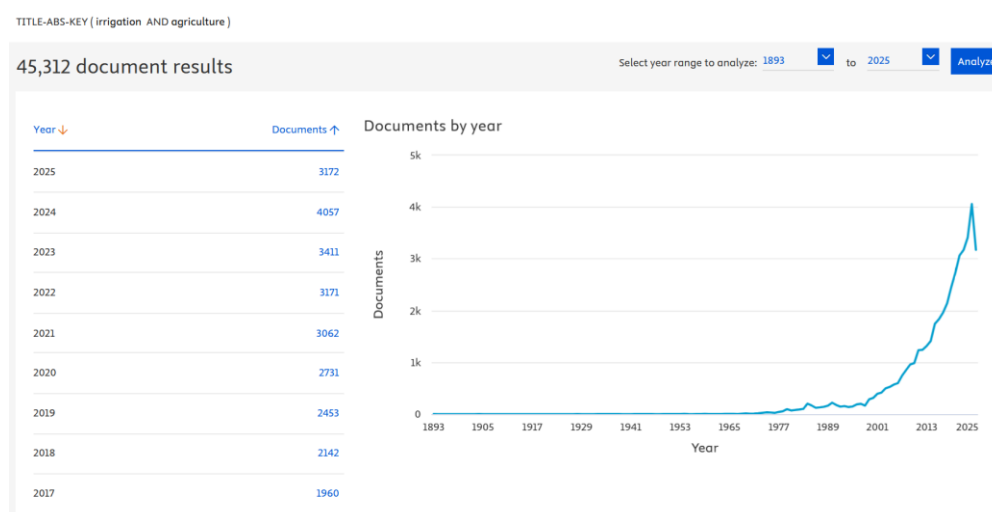 TITLE-ABS-KEY ( irrigation AND agriculture )
45,312 document results
Select year range to analyze: 1893 to 2025 Analyze
Year Documents
2025 3172
2024 4057
2023 3411
2022 3171
2021 3062
2020 2731
2019 2453
2018 2142
2017 1960
Documents by year
5k
4k
3k
2k
1k
0
Documents
1893 1905 1917 1929 1941 1953 1965 1977 1989 2001 2013 2025
Year